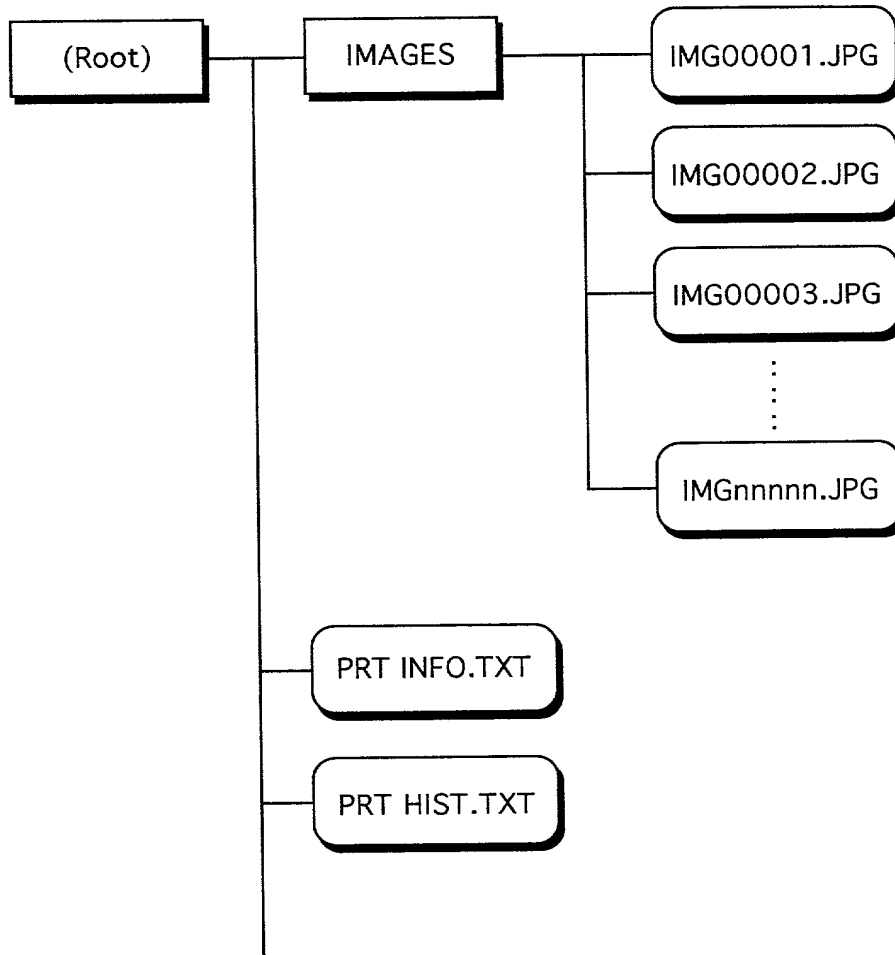 (Root)
IMAGES
IMG00001.JPG
IMG00002.JPG
IMG00003.JPG
IMGnnnnn.JPG
PRT INFO.TXT
PRT HIST.TXT